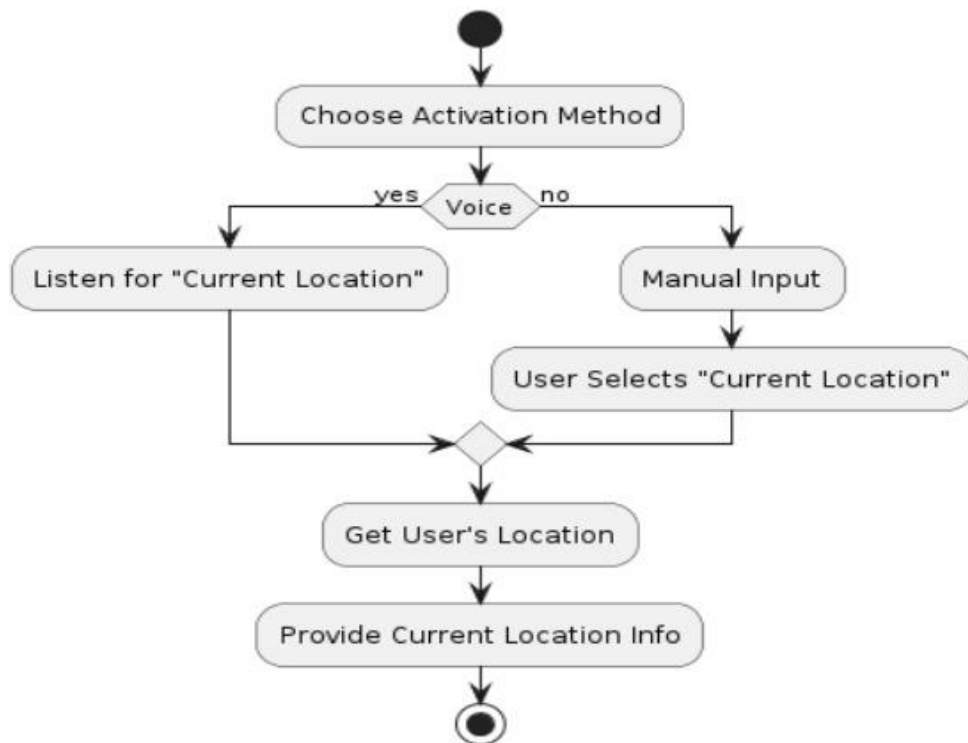 Choose Activation Method
yes
Voice
no
Listen for "Current Location"
Manual Input
User Selects "Current Location"
Get User's Location
Provide Current Location Info